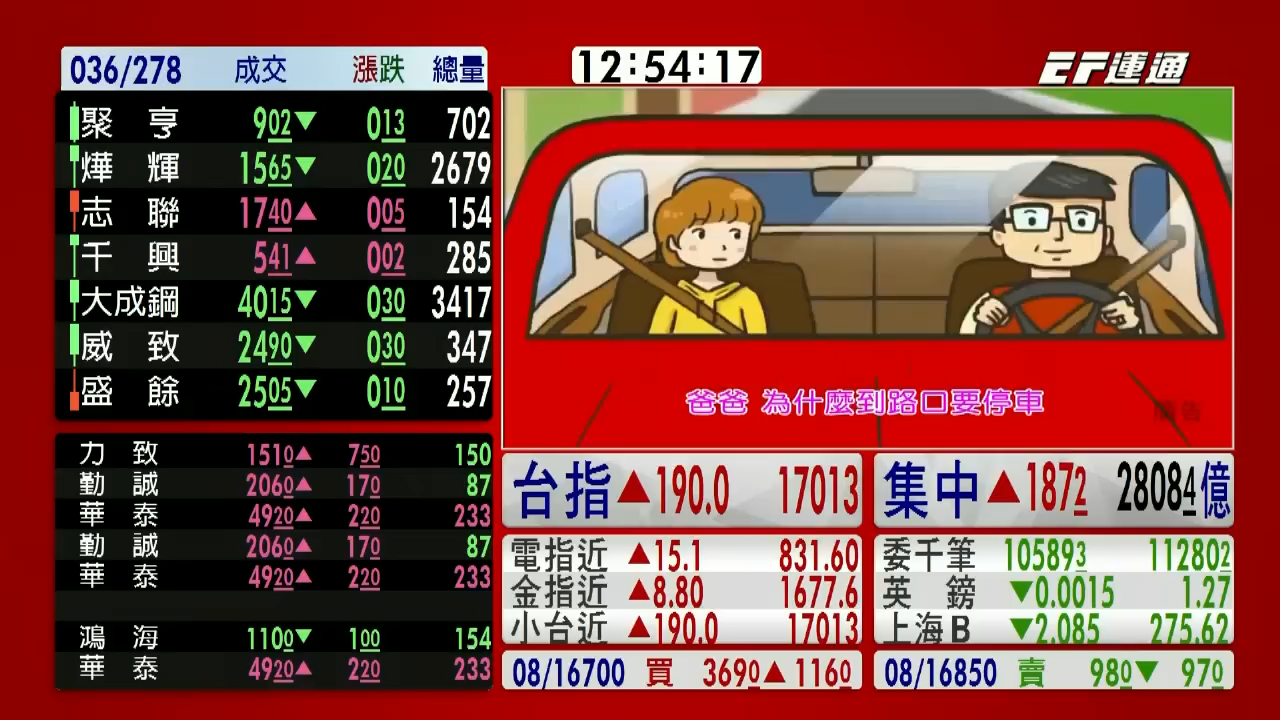 036/278 成交 漲跌 總量
12:54:17
EF運通
聚亨 902▼ 013 702
燁輝 1565▼ 020 2679
志聯 1740▲ 005 154
千興 541▲ 002 285
大成鋼 4015▼ 030 3417
威致 2490▼ 030 347
盛餘 2505▼ 010 257
爸爸 為什麼到路口要停車
廣告
力致 1510▲ 750 150
勤誠 2060▲ 170 87
華泰 4920▲ 220 233
勤誠 2060▲ 170 87
華泰 4920▲ 220 233
鴻海 1100▼ 100 154
華泰 4920▲ 220 233
台指▲190.0 17013
集中▲1872 28084億
電指近 ▲15.1 831.60
金指近 ▲8.80 1677.6
小台近 ▲190.0 17013
委千筆 105893 112802
英鎊 ▼0.0015 1.27
上海B ▼2.085 275.62
08/16700 買 3690▲1160
08/16850 賣 980▼ 970